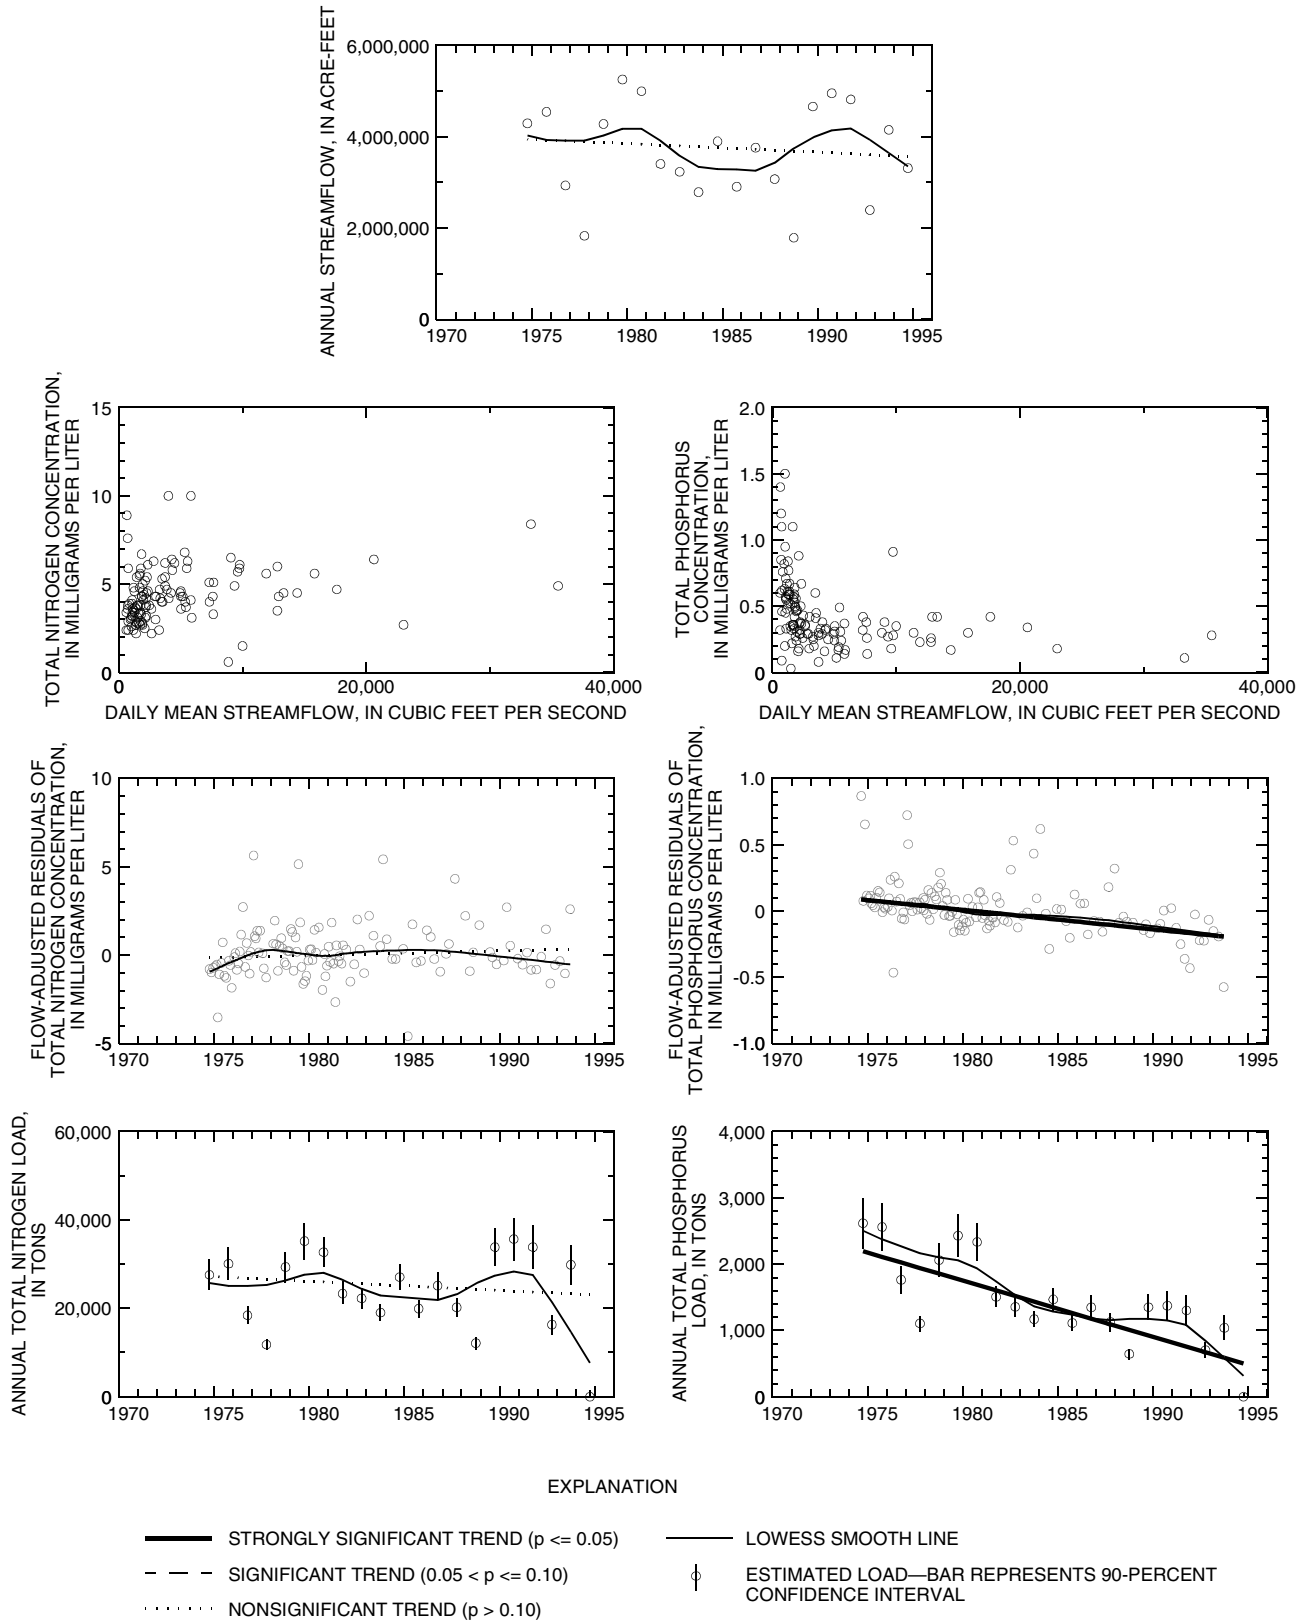 ANNUAL STREAMFLOW, IN ACRE-FEET
6,000,000
4,000,000
2,000,000
0
1970 1975 1980 1985 1990 1995
TOTAL NITROGEN CONCENTRATION,
IN MILLIGRAMS PER LITER
15
10
5
0
0 20,000 40,000
DAILY MEAN STREAMFLOW, IN CUBIC FEET PER SECOND
TOTAL PHOSPHORUS
CONCENTRATION,
IN MILLIGRAMS PER LITER
2.0
1.5
1.0
0.5
0
0 20,000 40,000
DAILY MEAN STREAMFLOW, IN CUBIC FEET PER SECOND
FLOW-ADJUSTED RESIDUALS OF
TOTAL NITROGEN CONCENTRATION,
IN MILLIGRAMS PER LITER
10
5
0
-5
1970 1975 1980 1985 1990 1995
FLOW-ADJUSTED RESIDUALS OF
TOTAL PHOSPHORUS CONCENTRATION,
IN MILLIGRAMS PER LITER
1.0
0.5
0
-0.5
-1.0
1970 1975 1980 1985 1990 1995
ANNUAL TOTAL NITROGEN LOAD,
IN TONS
60,000
40,000
20,000
0
1970 1975 1980 1985 1990 1995
ANNUAL TOTAL PHOSPHORUS
LOAD, IN TONS
4,000
3,000
2,000
1,000
0
1970 1975 1980 1985 1990 1995
EXPLANATION
STRONGLY SIGNIFICANT TREND (p <= 0.05)
SIGNIFICANT TREND (0.05 < p <= 0.10)
NONSIGNIFICANT TREND (p > 0.10)
LOWESS SMOOTH LINE
ESTIMATED LOAD—BAR REPRESENTS 90-PERCENT
CONFIDENCE INTERVAL